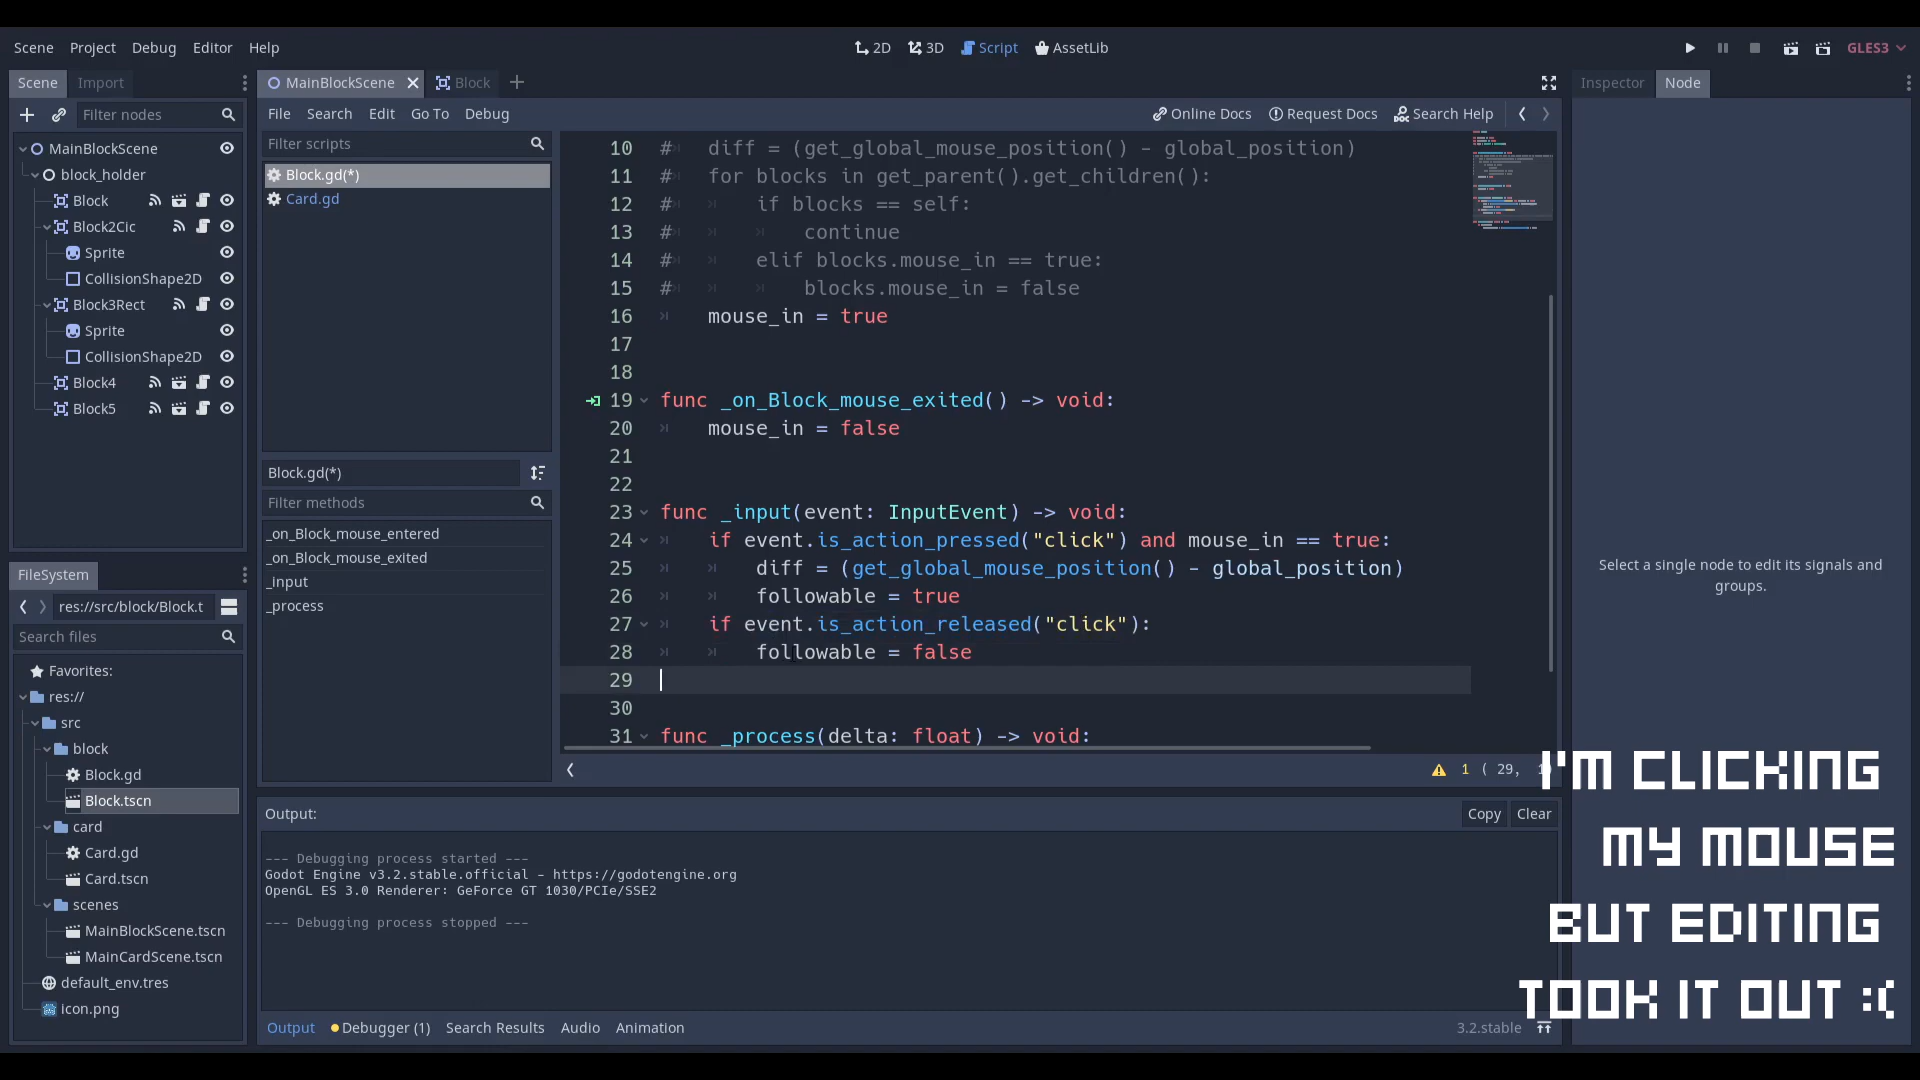 Scene Project Debug Editor Help
2D 3D Script AssetLib
GLES3
Scene Import
MainBlockScene Block
Inspector Node
Filter nodes
File Search Edit Go To Debug
Online Docs Request Docs Search Help
MainBlockScene
block_holder
Block
Block2Cic
Sprite
CollisionShape2D
Block3Rect
Sprite
CollisionShape2D
Block4
Block5
Filter scripts
Block.gd(*)
Card.gd
Block.gd(*)
Filter methods
_on_Block_mouse_entered
_on_Block_mouse_exited
_input
_process
10 # diff = (get_global_mouse_position() - global_position)
11 # for blocks in get_parent().get_children():
12 # if blocks == self:
13 # continue
14 # elif blocks.mouse_in == true:
15 # blocks.mouse_in = false
16 mouse_in = true
17
18
19 func _on_Block_mouse_exited() -> void:
20 mouse_in = false
21
22
23 func _input(event: InputEvent) -> void:
24 if event.is_action_pressed("click") and mouse_in == true:
25 diff = (get_global_mouse_position() - global_position)
26 followable = true
27 if event.is_action_released("click"):
28 followable = false
29
30
31 func _process(delta: float) -> void:
1 ( 29,
Select a single node to edit its signals and
groups.
FileSystem
res://src/block/Block.t
Search files
Favorites:
res://
src
block
Block.gd
Block.tscn
card
Card.gd
Card.tscn
scenes
MainBlockScene.tscn
MainCardScene.tscn
default_env.tres
icon.png
Output:
Copy Clear
--- Debugging process started ---
Godot Engine v3.2.stable.official - https://godotengine.org
OpenGL ES 3.0 Renderer: GeForce GT 1030/PCIe/SSE2
--- Debugging process stopped ---
Output Debugger (1) Search Results Audio Animation
3.2.stable
I'M CLICKING
MY MOUSE
BUT EDITING
TOOK IT OUT :(